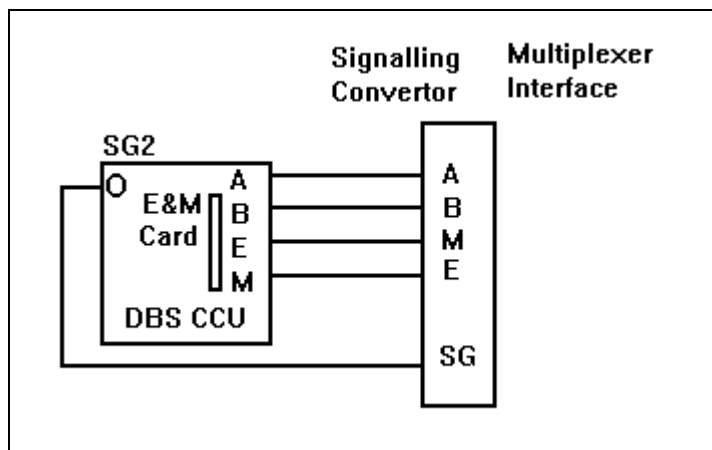 Signalling
Convertor
Multiplexer
Interface
SG2
O
E&M
Card
A
B
E
M
DBS CCU
A
B
M
E
SG